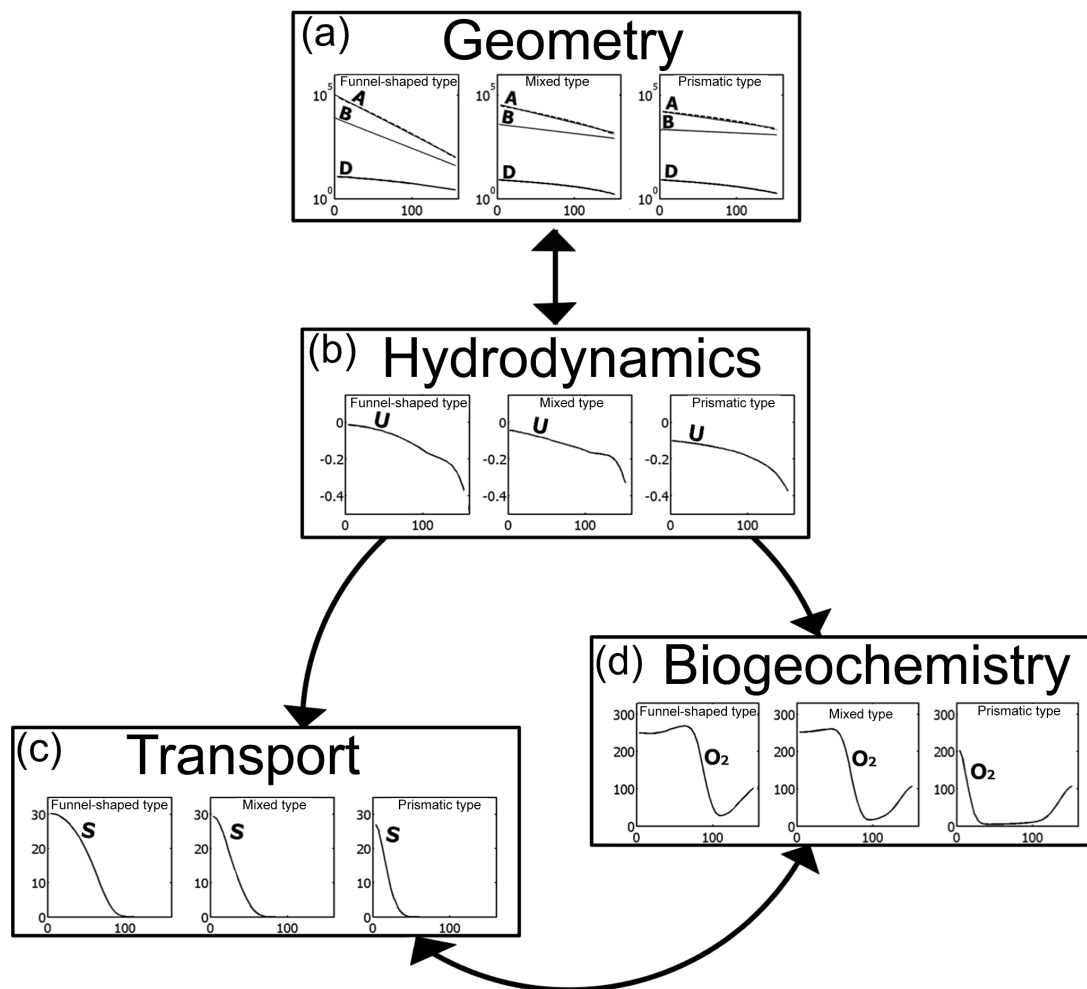 (a) Geometry
Funnel-shaped type Mixed type Prismatic type
10^5 A B D 10^0 0 100
10^5 A B D 10^0 0 100
10^5 A B D 10^0 0 100
(b) Hydrodynamics
Funnel-shaped type Mixed type Prismatic type
0 -0.2 -0.4 U 0 100
0 -0.2 -0.4 U 0 100
0 -0.2 -0.4 U 0 100
(d) Biogeochemistry
Funnel-shaped type Mixed type Prismatic type
300 200 100 0 O₂ 0 100
300 200 100 0 O₂ 0 100
300 200 100 0 O₂ 0 100
(c) Transport
Funnel-shaped type Mixed type Prismatic type
30 20 10 0 S 0 100
30 20 10 0 S 0 100
30 20 10 0 S 0 100